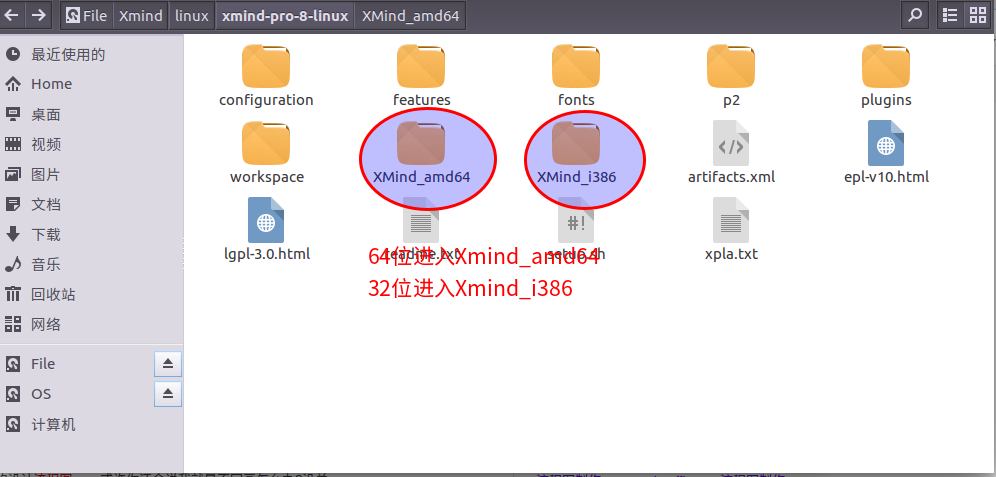 File Xmind linux xmind-pro-8-linux XMind_amd64
最近使用的
Home
桌面
视频
图片
文档
下载
音乐
回收站
网络
File
OS
计算机
configuration features fonts p2 plugins
workspace XMind_amd64 XMind_i386 artifacts.xml epl-v10.html
lgpl-3.0.html readme.txt setup.sh xpla.txt
64位进入Xmind_amd64
32位进入Xmind_i386